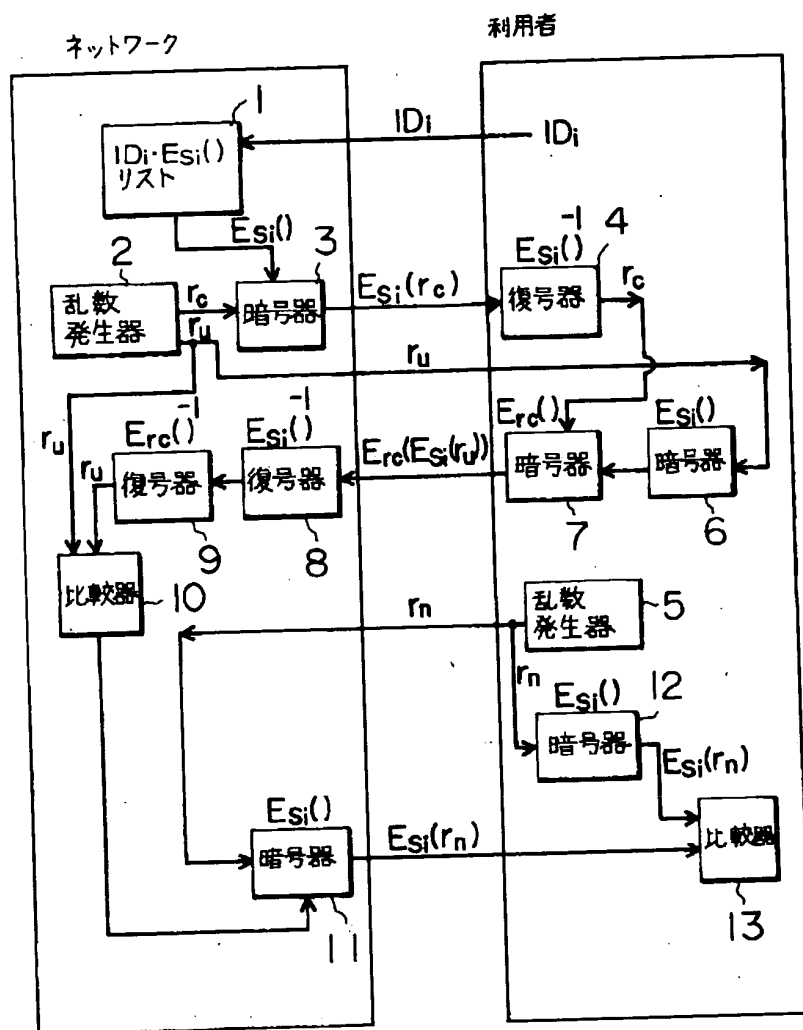 ネットワーク
利用者
1
IDi
IDi
IDi・Esi()
リスト
Esi()
Esi()-1
4
2
3
乱数
発生器
rc
暗号器
Esi(rc)
復号器
rc
ru
ru
ru
Erc()-1
Esi()-1
Erc(Esi(ru))
Erc()
Esi()
ru
復号器
復号器
暗号器
暗号器
9
8
7
6
比較器
10
乱数
発生器
5
rn
rn
Esi()
12
暗号器
Esi(rn)
Esi()
暗号器
Esi(rn)
比較器
11
13